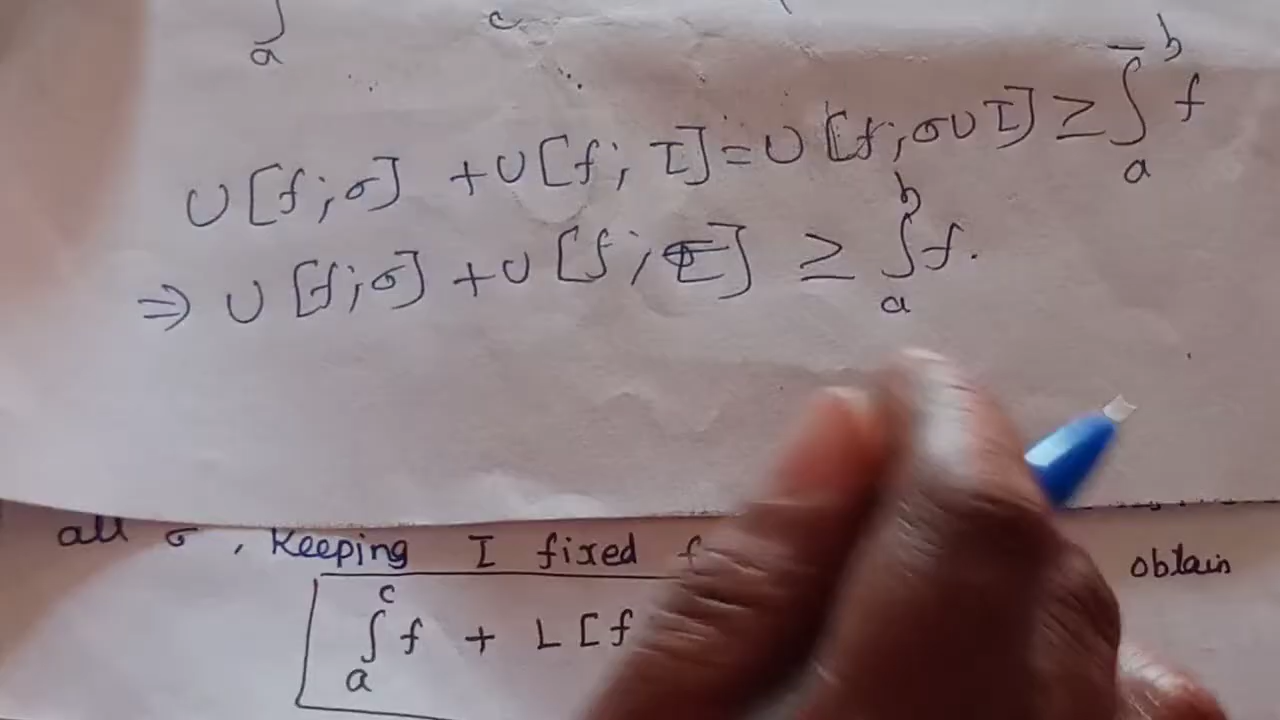 ∫ₐ c
U[f;σ] + U[f; I] = U[f;σ∪I] ≥ ∫̅ₐᵇ f
⇒ U[f;σ] + U[f; I] ≥ ∫ₐᵇ f.
all σ, Keeping I fixed obtain
∫ₐᶜ f + L[f